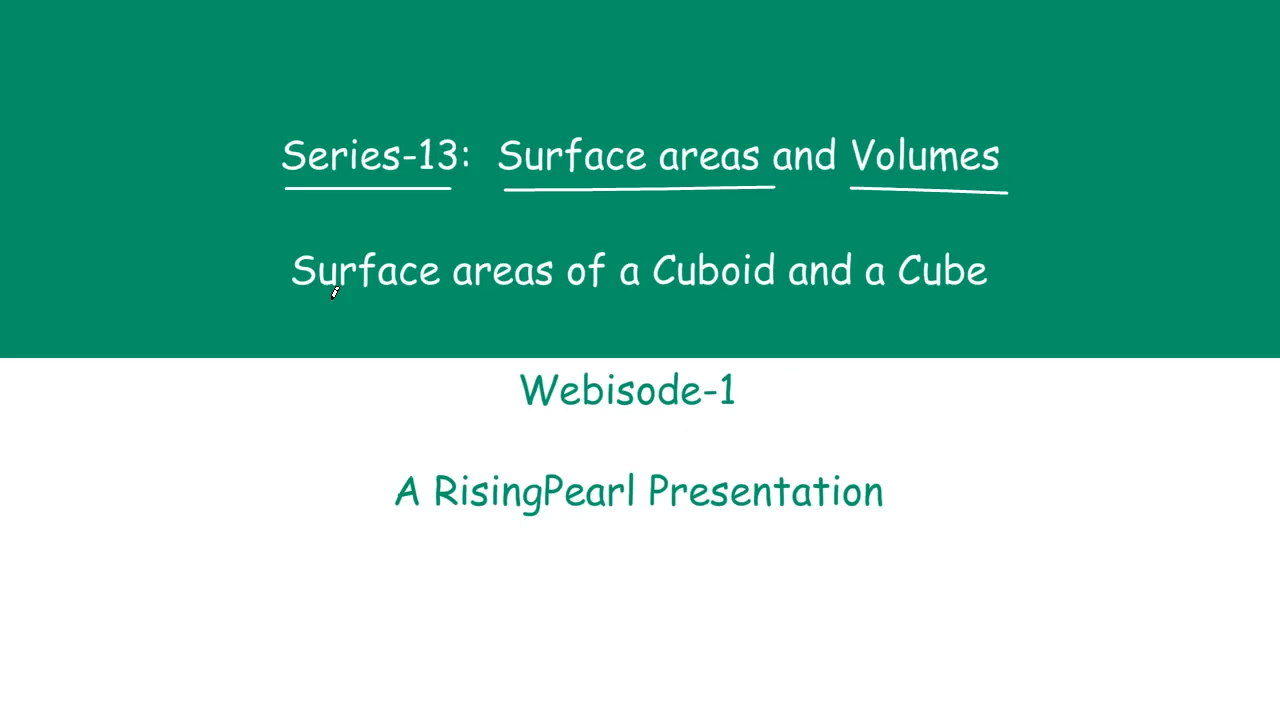 Series-13: Surface areas and Volumes
Surface areas of a Cuboid and a Cube
Webisode-1
A RisingPearl Presentation